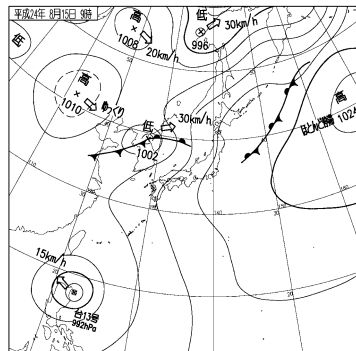 平成24年 8月15日 9時
高
1008
20km/h
低
996
30km/h
低
高
1010
ゆっくり
低
30km/h
1002
高
1024
ほとんど停滞
15km/h
台13号
992hPa